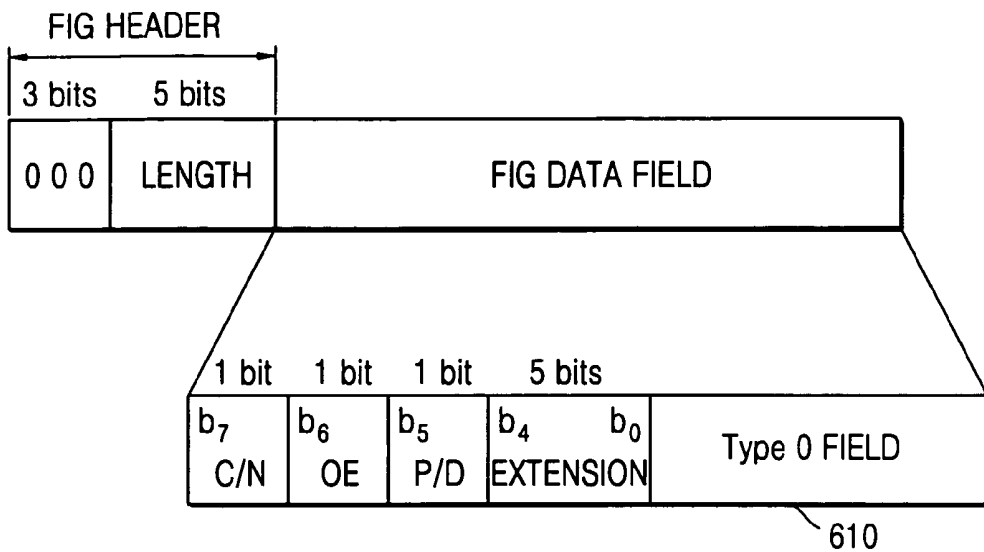 FIG HEADER
3 bits 5 bits
0 0 0 LENGTH FIG DATA FIELD
1 bit 1 bit 1 bit 5 bits
b7 b6 b5 b4 b0
C/N OE P/D EXTENSION Type 0 FIELD
610